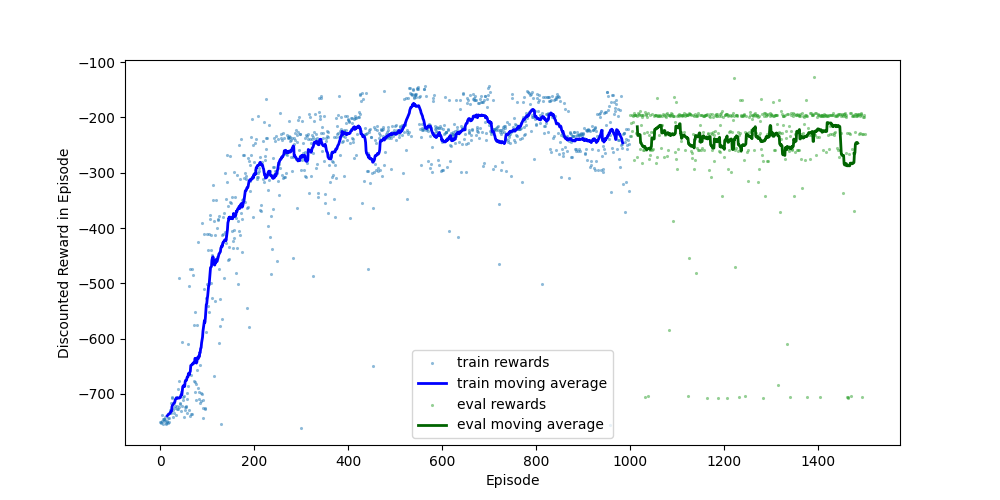 −100
−200
−300
−400
−500
−600
−700
Discounted Reward in Episode
train rewards
train moving average
eval rewards
eval moving average
0 200 400 600 800 1000 1200 1400
Episode